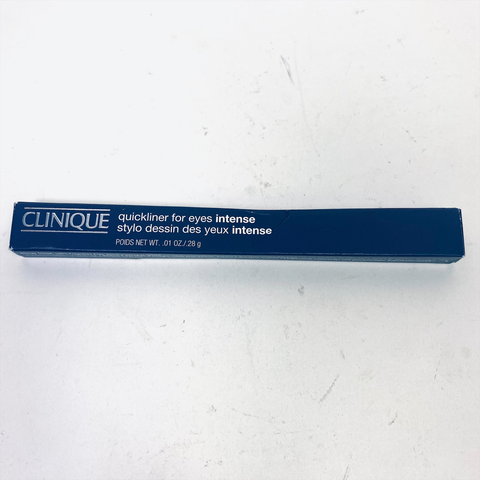 CLINIQUE
quickliner for eyes intense
stylo dessin des yeux intense
POIDS NET WT. .01 OZ./.28 g